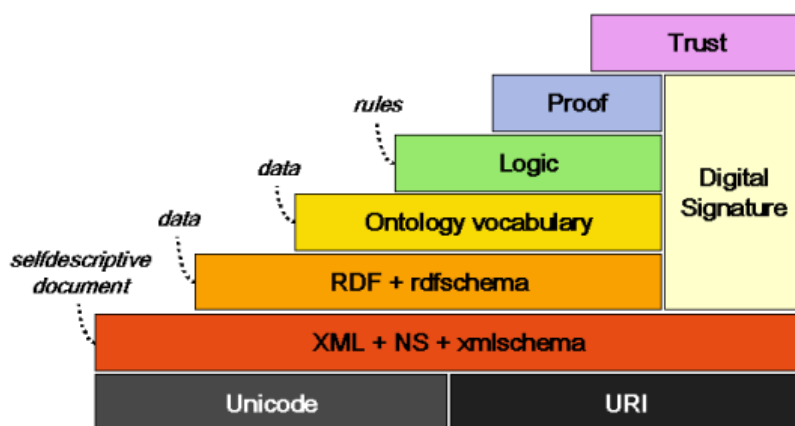 Trust
Proof
rules
Logic
data
Digital
Signature
Ontology vocabulary
data
RDF + rdfschema
selfdescriptive
document
XML + NS + xmlschema
Unicode
URI